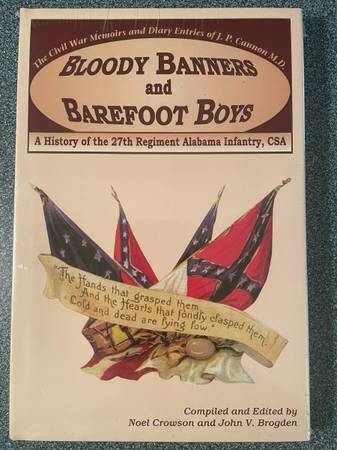 The Civil War Memoirs and Diary Entries of J. P. Cannon M.D.
BLOODY BANNERS
and
BAREFOOT BOYS
A History of the 27th Regiment Alabama Infantry, CSA
"The Hands that grasped them,
And the Hearts that fondly clasped them,
Cold and dead are lying low."
Compiled and Edited by
Noel Crowson and John V. Brogden